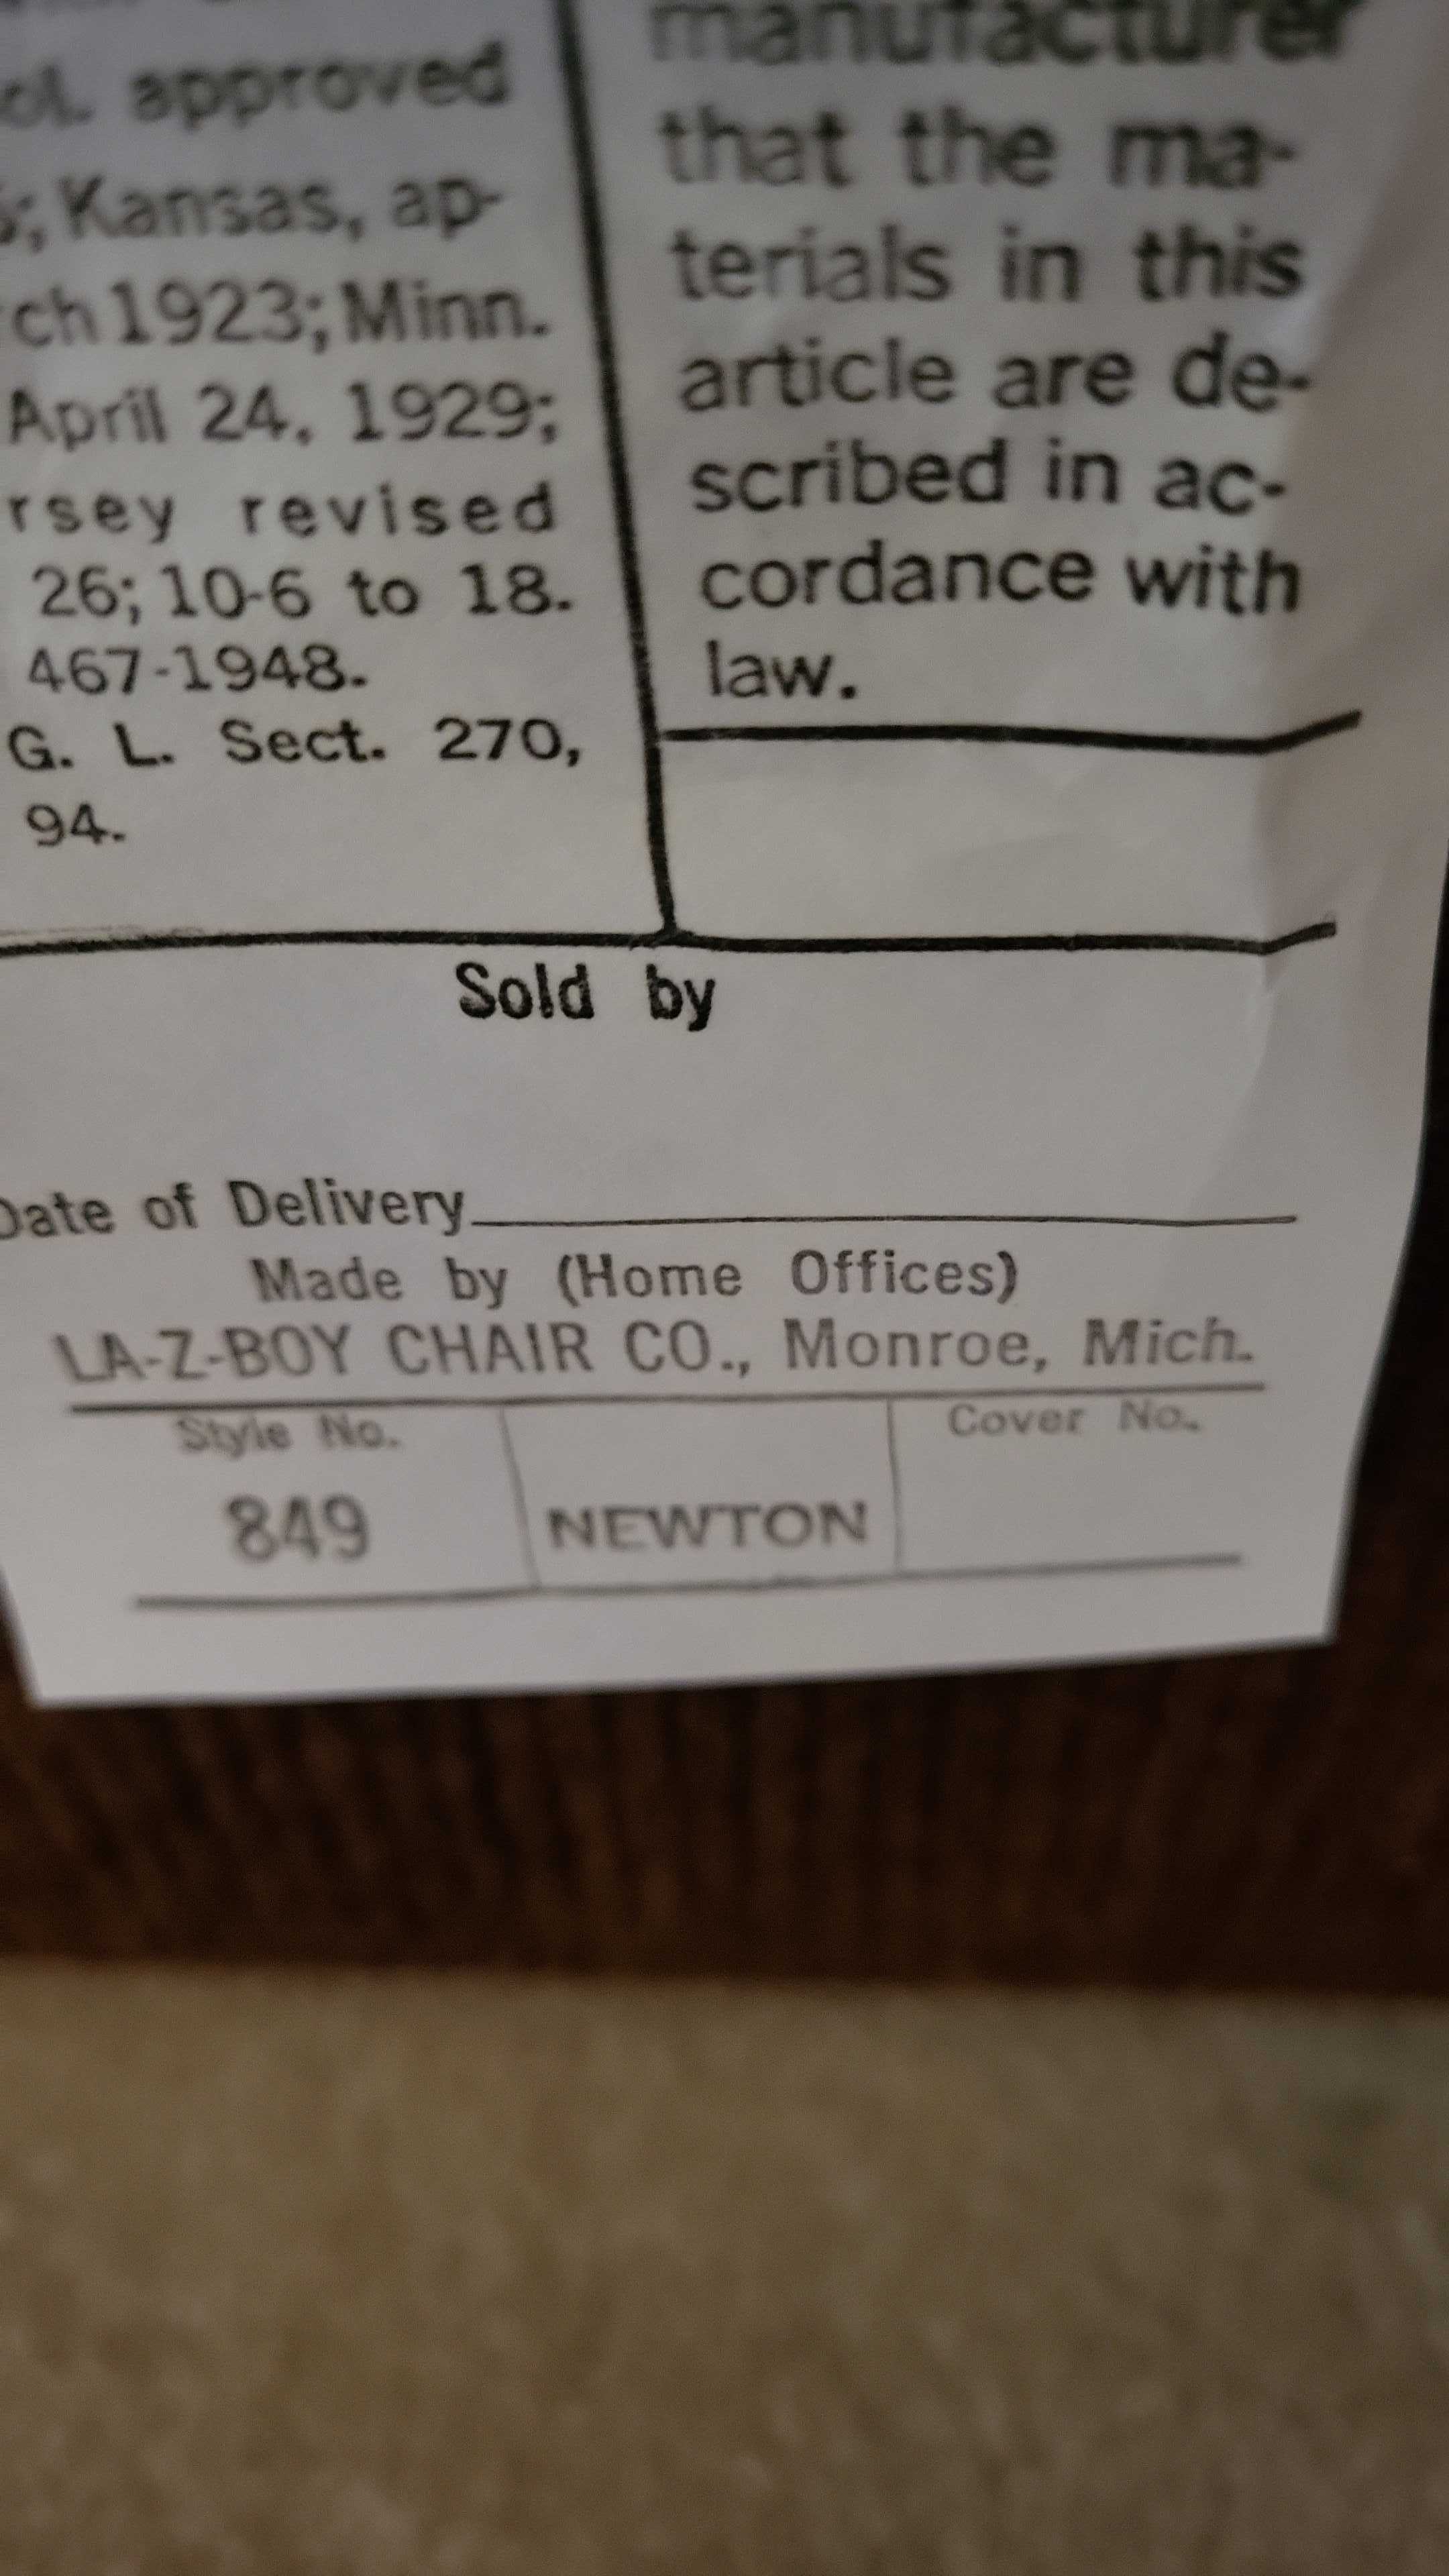 ol. approved
; Kansas, ap-
ch 1923; Minn.
April 24, 1929;
rsey revised
26; 10-6 to 18.
467-1948.
G. L. Sect. 270,
94.
manufacturer
that the ma-
terials in this
article are de-
scribed in ac-
cordance with
law.
Sold by
Date of Delivery
Made by (Home Offices)
LA-Z-BOY CHAIR CO., Monroe, Mich.
Style No.
Cover No.
849
NEWTON